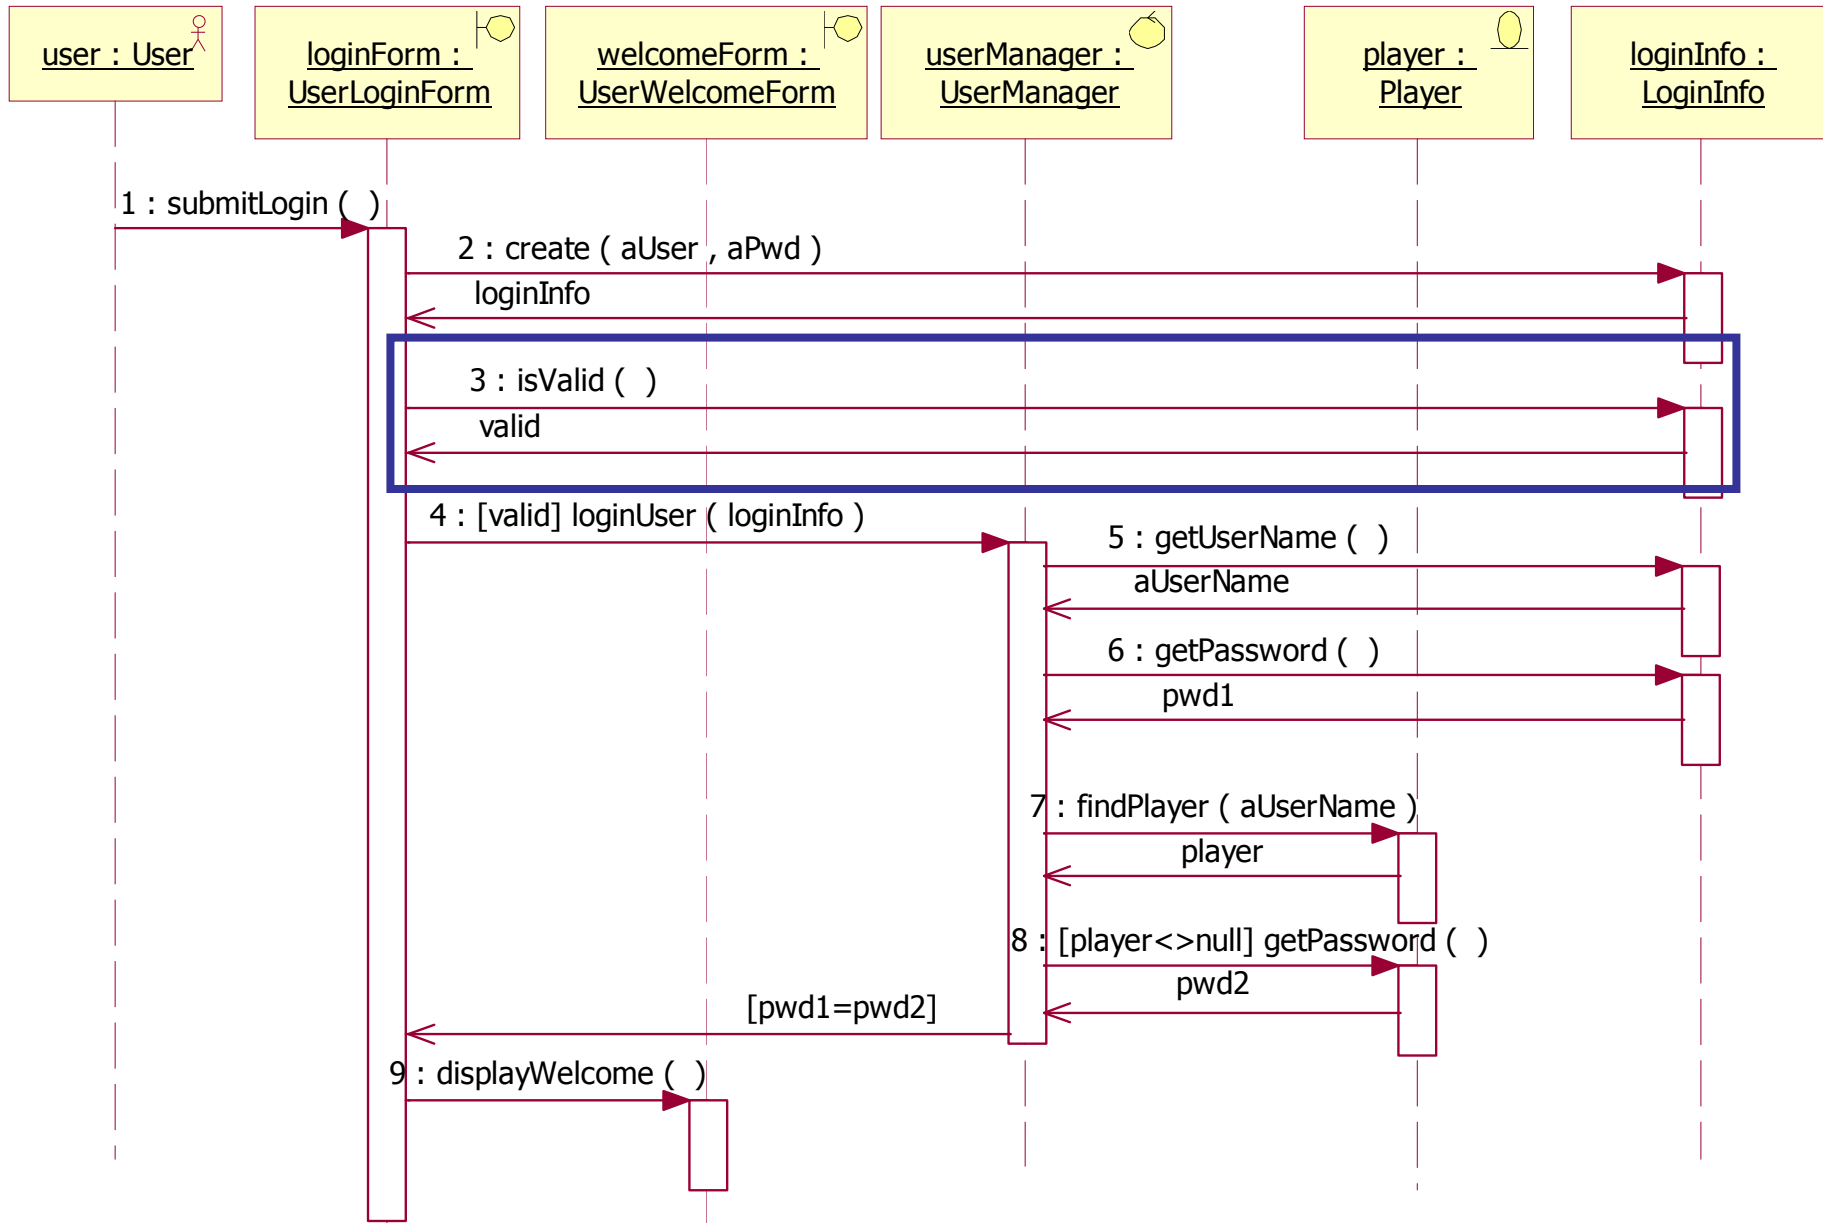 user : User
loginForm :
UserLoginForm
welcomeForm :
UserWelcomeForm
userManager :
UserManager
player :
Player
loginInfo :
LoginInfo
1 : submitLogin (  )
2 : create ( aUser , aPwd )
loginInfo
3 : isValid (  )
valid
4 : [valid] loginUser ( loginInfo )
5 : getUserName (  )
aUserName
6 : getPassword (  )
pwd1
7 : findPlayer ( aUserName )
player
8 : [player<>null] getPassword (  )
pwd2
[pwd1=pwd2]
9 : displayWelcome (  )